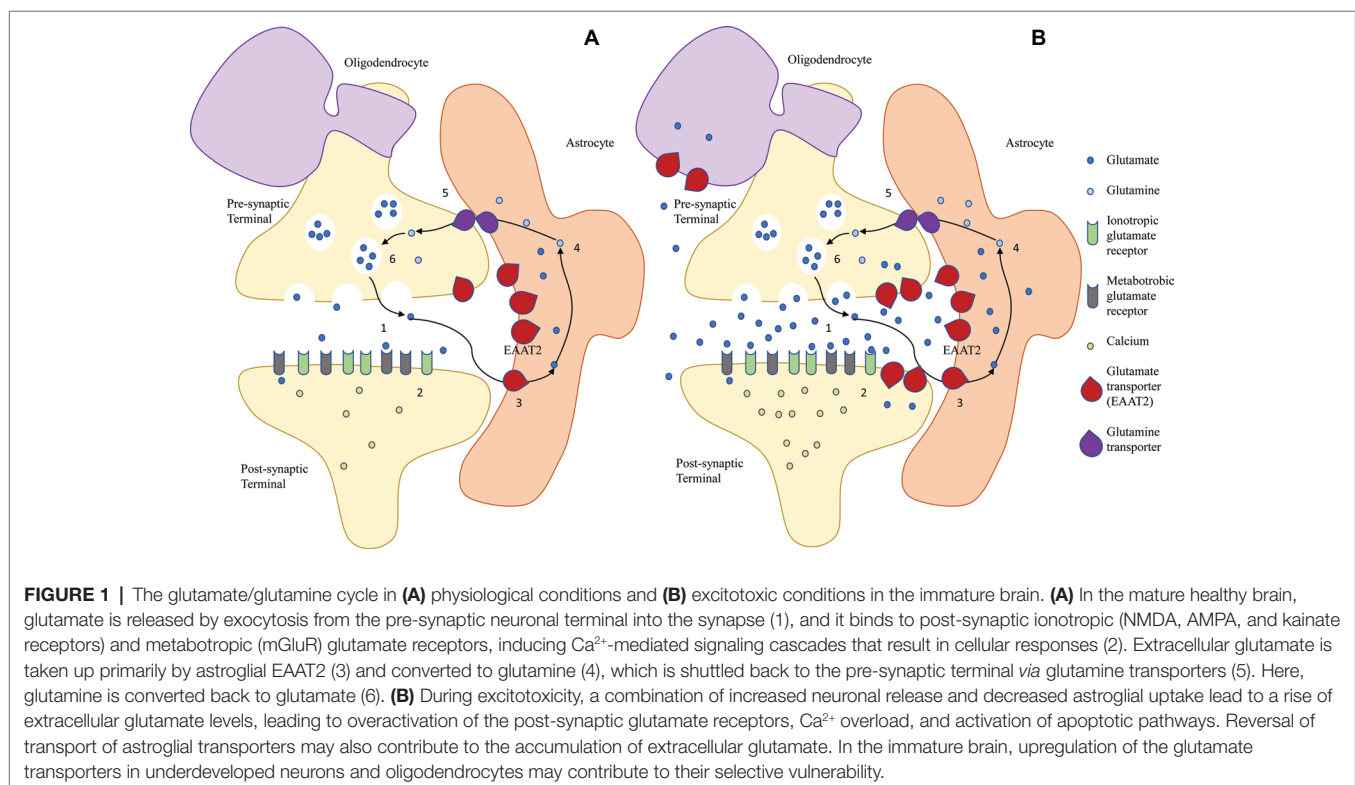 A
Oligodendrocyte
Astrocyte
Pre-synaptic
Terminal
5
4
6
1
EAAT2
2
3
Post-synaptic
Terminal
B
Oligodendrocyte
Astrocyte
Pre-synaptic
Terminal
5
4
6
1
EAAT2
2
3
Post-synaptic
Terminal
Glutamate
Glutamine
Ionotropic
glutamate
receptor
Metabotrobic
glutamate
receptor
Calcium
Glutamate
transporter
(EAAT2)
Glutamine
transporter
FIGURE 1 | The glutamate/glutamine cycle in (A) physiological conditions and (B) excitotoxic conditions in the immature brain. (A) In the mature healthy brain,
glutamate is released by exocytosis from the pre-synaptic neuronal terminal into the synapse (1), and it binds to post-synaptic ionotropic (NMDA, AMPA, and kainate
receptors) and metabotropic (mGluR) glutamate receptors, inducing Ca²⁺-mediated signaling cascades that result in cellular responses (2). Extracellular glutamate is
taken up primarily by astroglial EAAT2 (3) and converted to glutamine (4), which is shuttled back to the pre-synaptic terminal via glutamine transporters (5). Here,
glutamine is converted back to glutamate (6). (B) During excitotoxicity, a combination of increased neuronal release and decreased astroglial uptake lead to a rise of
extracellular glutamate levels, leading to overactivation of the post-synaptic glutamate receptors, Ca²⁺ overload, and activation of apoptotic pathways. Reversal of
transport of astroglial transporters may also contribute to the accumulation of extracellular glutamate. In the immature brain, upregulation of the glutamate
transporters in underdeveloped neurons and oligodendrocytes may contribute to their selective vulnerability.